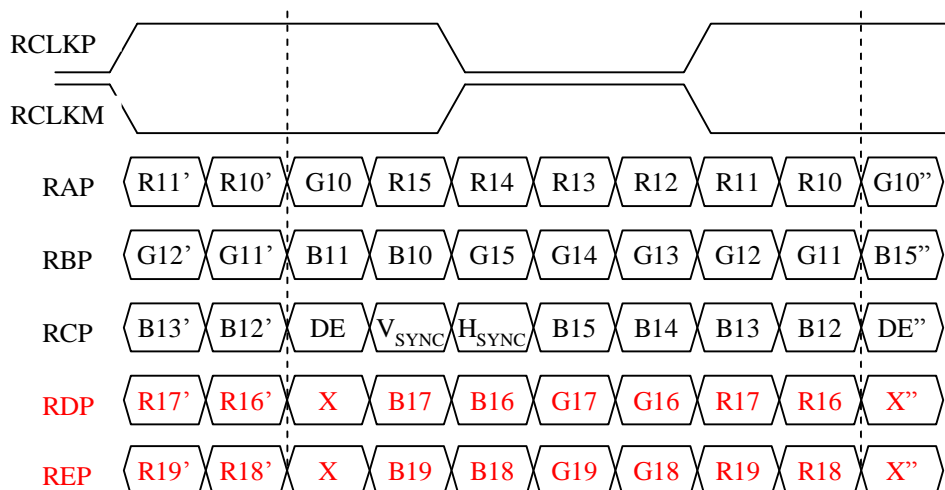 RCLKP
RCLKM
RAP R11’ R10’ G10 R15 R14 R13 R12 R11 R10 G10”
RBP G12’ G11’ B11 B10 G15 G14 G13 G12 G11 B15”
RCP B13’ B12’ DE VSYNC HSYNC B15 B14 B13 B12 DE”
RDP R17’ R16’ X B17 B16 G17 G16 R17 R16 X”
REP R19’ R18’ X B19 B18 G19 G18 R19 R18 X”